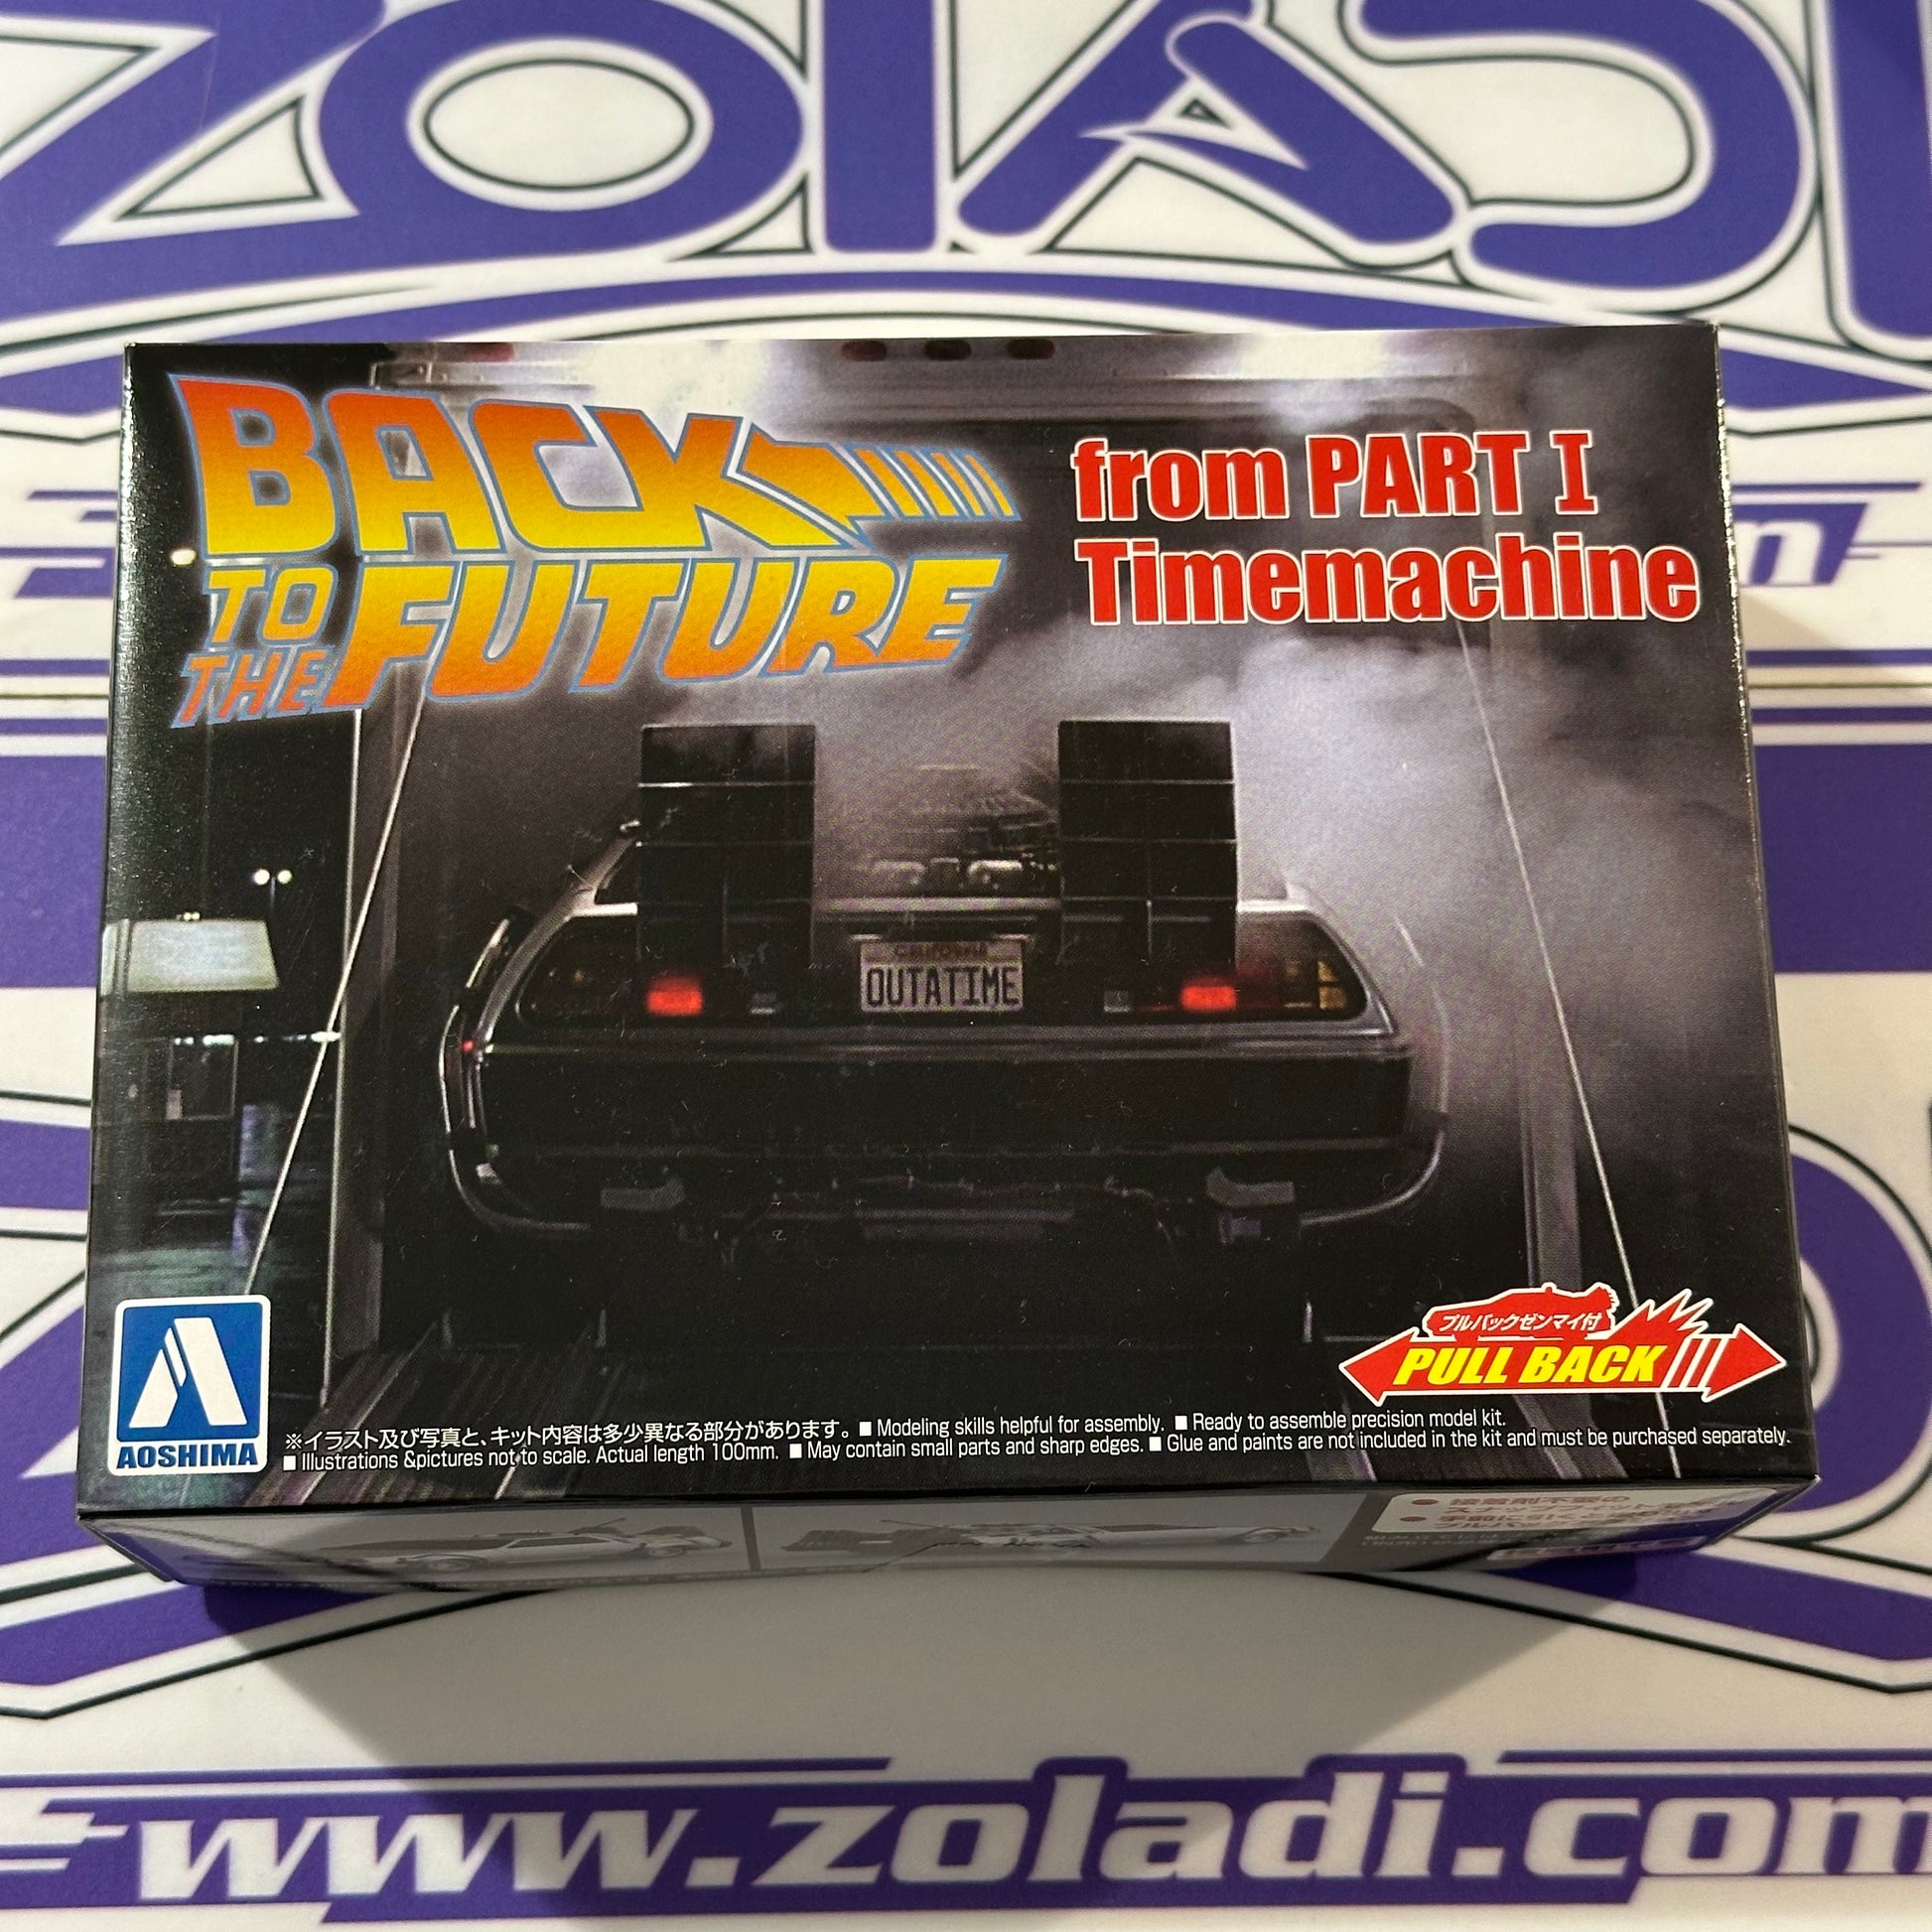 ZOLADI
BACK
TO THE FUTURE
from PART I
Timemachine
CALIFORNIA
OUTATIME
プルバックゼンマイ付
PULL BACK
AOSHIMA
※イラスト及び写真と、キット内容は多少異なる部分があります。 ■ Modeling skills helpful for assembly. ■ Ready to assemble precision model kit.
■ Illustrations &pictures not to scale. Actual length 100mm. ■ May contain small parts and sharp edges. ■ Glue and paints are not included in the kit and must be purchased separately.
www.zoladi.com